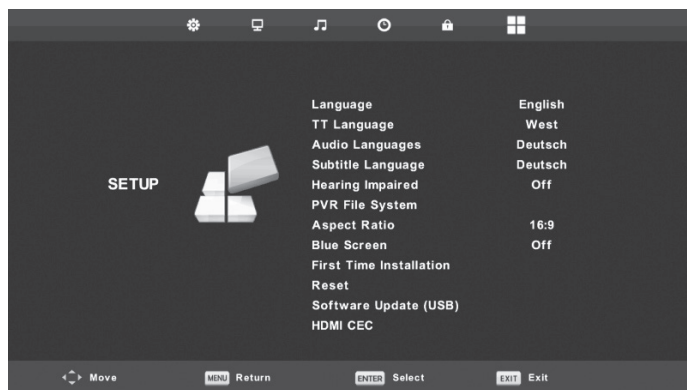 Language English
TT Language West
Audio Languages Deutsch
Subtitle Language Deutsch
SETUP
Hearing Impaired Off
PVR File System
Aspect Ratio 16:9
Blue Screen Off
First Time Installation
Reset
Software Update (USB)
HDMI CEC
Move MENU Return ENTER Select EXIT Exit